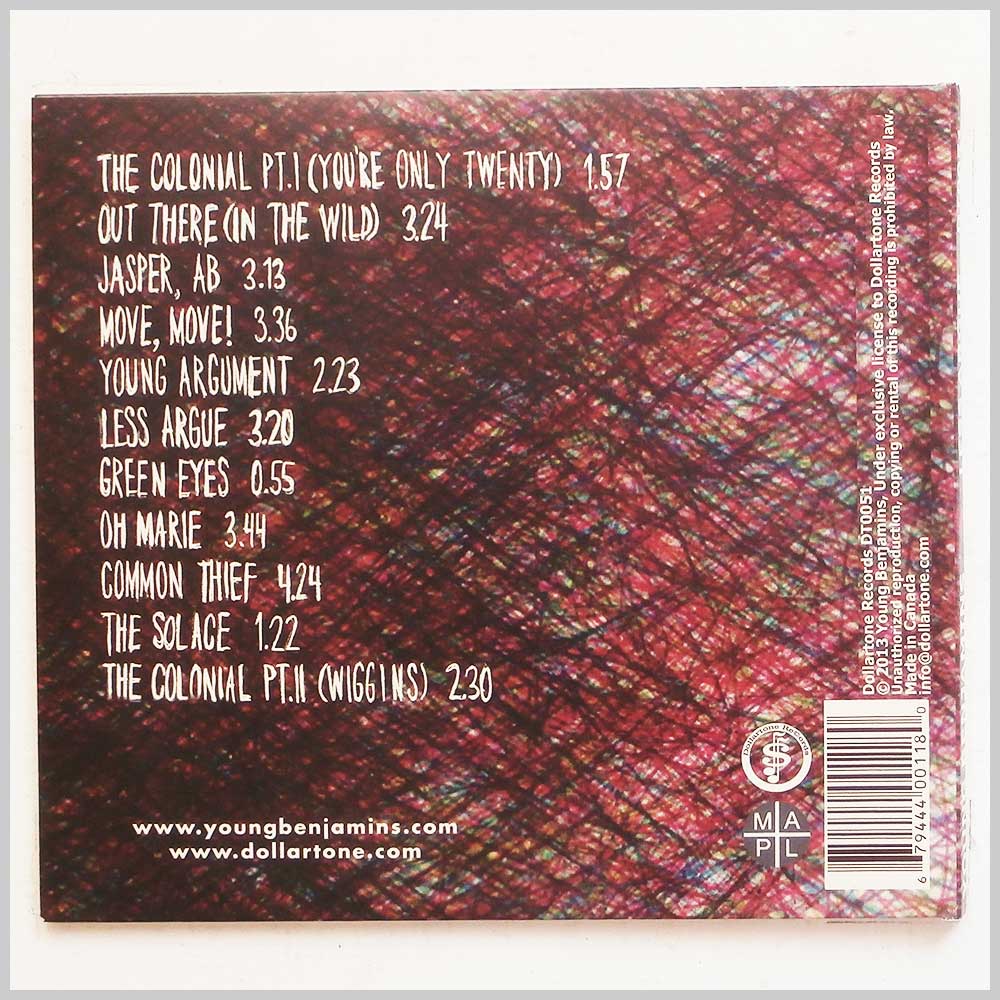 THE COLONIAL PT.I (YOU'RE ONLY TWENTY) 1.57
OUT THERE (IN THE WILD) 3.24
JASPER, AB 3.13
MOVE, MOVE! 3.36
YOUNG ARGUMENT 2.23
LESS ARGUE 3.20
GREEN EYES 0.55
OH MARIE 3.44
COMMON THIEF 4.24
THE SOLACE 1.22
THE COLONIAL PT.II (WIGGINS) 2.30
www.youngbenjamins.com
www.dollartone.com
Dollartone Records DT0051
© 2013 Young Benjamins, Under exclusive license to Dollartone Records
Unauthorized reproduction, copying or rental of this recording is prohibited by law.
Made in Canada
info@dollartone.com
Dollartone Records
M A
P L
6 79444 00118 0